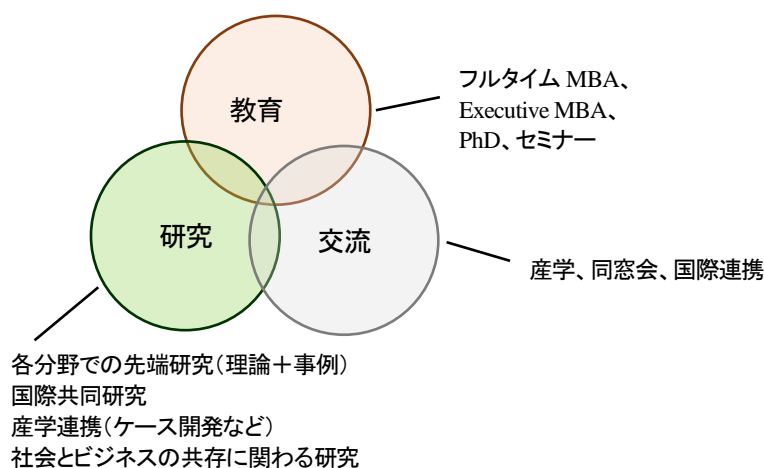 教育
フルタイム MBA、
Executive MBA、
PhD、セミナー
研究
交流
産学、同窓会、国際連携
各分野での先端研究（理論＋事例）
国際共同研究
産学連携（ケース開発など）
社会とビジネスの共存に関わる研究